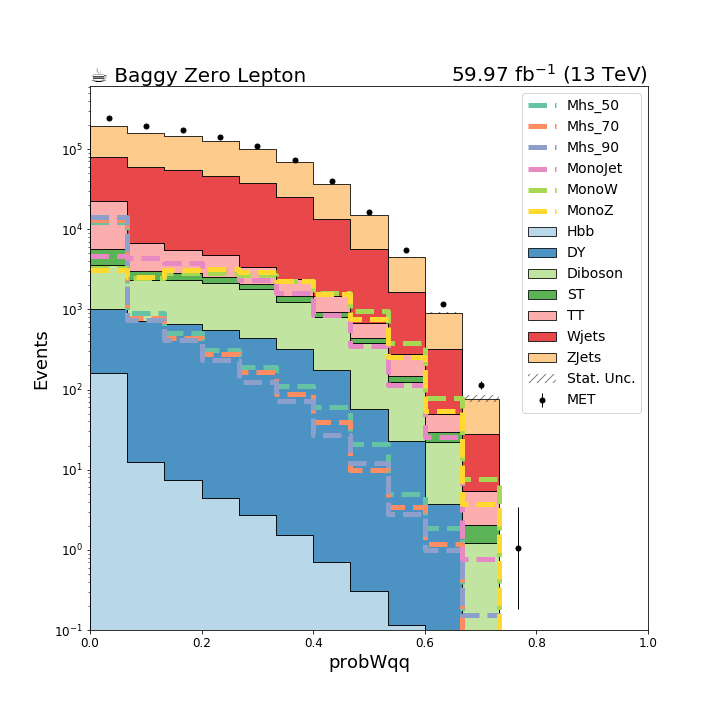 ☕ Baggy Zero Lepton
59.97 fb⁻¹ (13 TeV)
Mhs_50
Mhs_70
Mhs_90
MonoJet
MonoW
MonoZ
Hbb
DY
Diboson
ST
TT
Wjets
ZJets
Stat. Unc.
MET
Events
10⁵
10⁴
10³
10²
10¹
10⁰
10⁻¹
0.0 0.2 0.4 0.6 0.8 1.0
probWqq